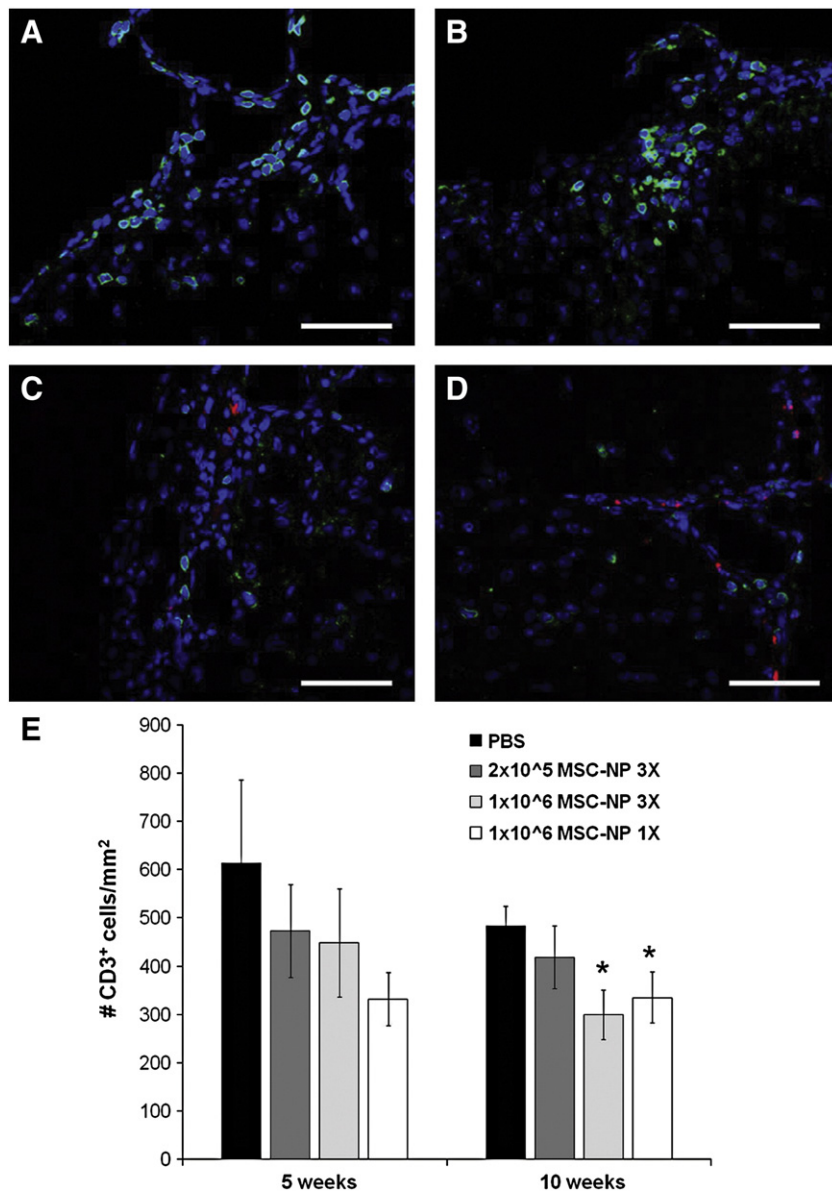 A
B
C
D
E
900
800
700
600
500
400
300
200
100
0
# CD3+ cells/mm2
PBS
2x10^5 MSC-NP 3X
1x10^6 MSC-NP 3X
1x10^6 MSC-NP 1X
*
*
5 weeks
10 weeks